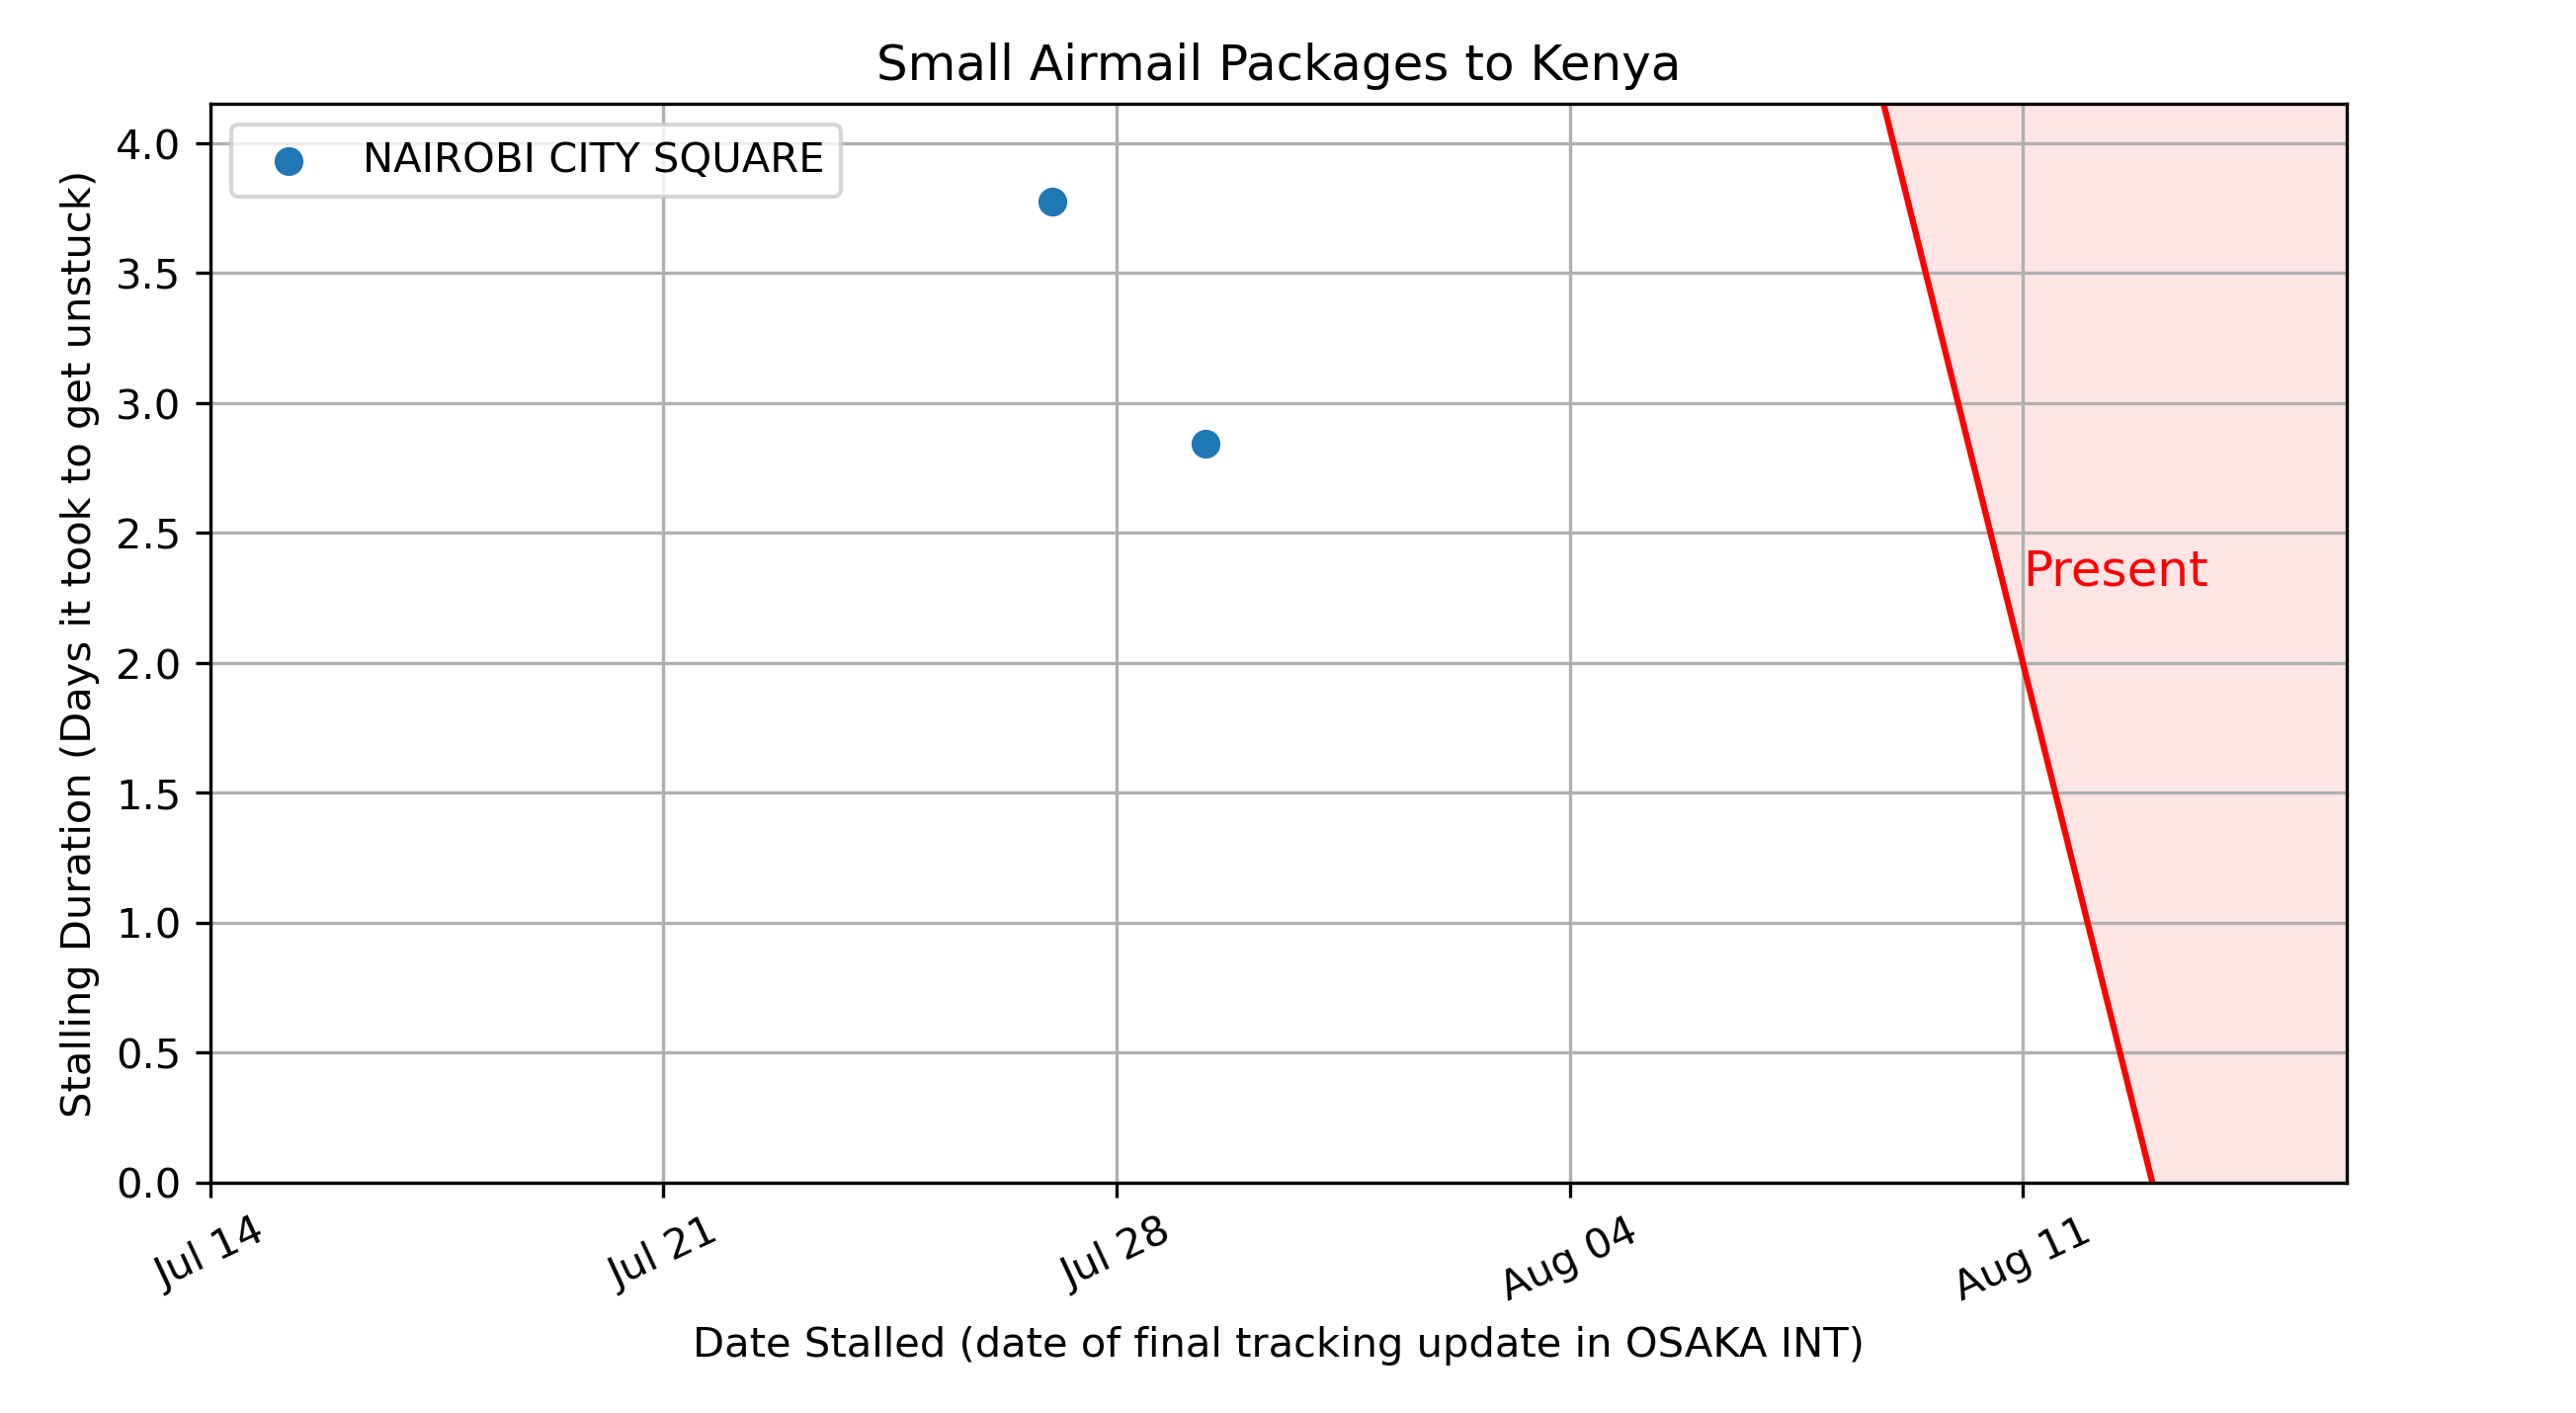 Small Airmail Packages to Kenya
NAIROBI CITY SQUARE
Stalling Duration (Days it took to get unstuck)
4.0
3.5
3.0
2.5
2.0
1.5
1.0
0.5
0.0
Present
Jul 14
Jul 21
Jul 28
Aug 04
Aug 11
Date Stalled (date of final tracking update in OSAKA INT)